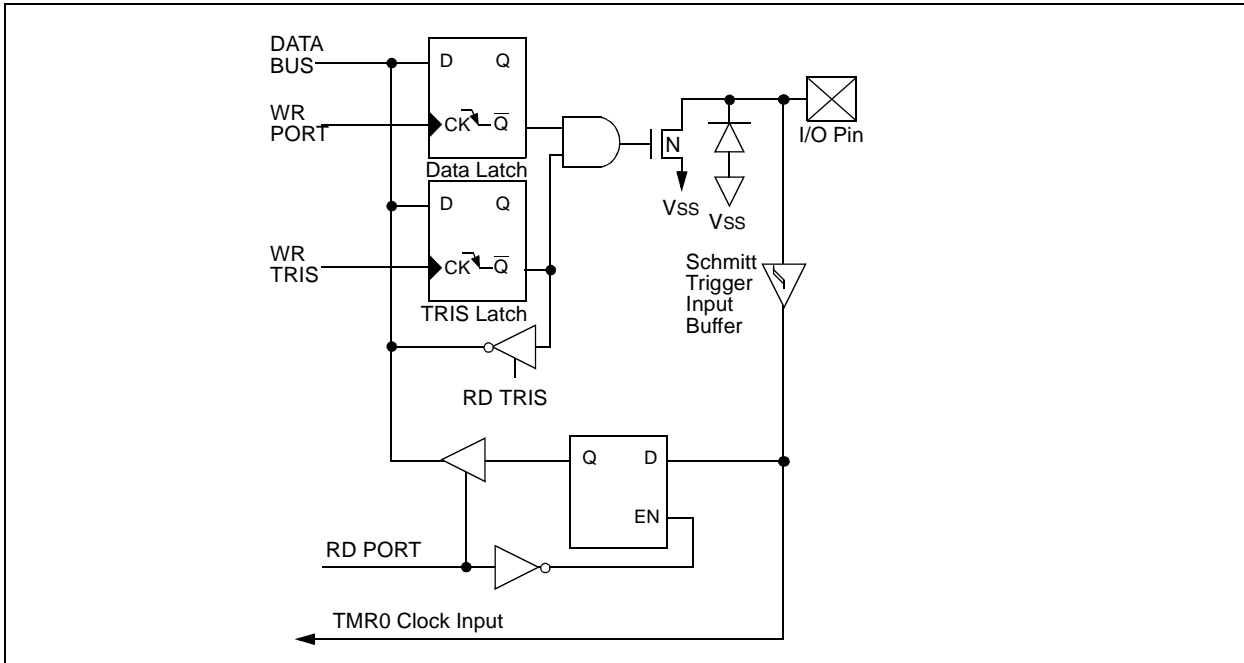 DATA
BUS
D Q
WR
PORT
CK Q̅
Data Latch
N
VSS
VSS
I/O Pin
D Q
WR
TRIS
CK Q̅
TRIS Latch
Schmitt
Trigger
Input
Buffer
RD TRIS
Q D
EN
RD PORT
TMR0 Clock Input